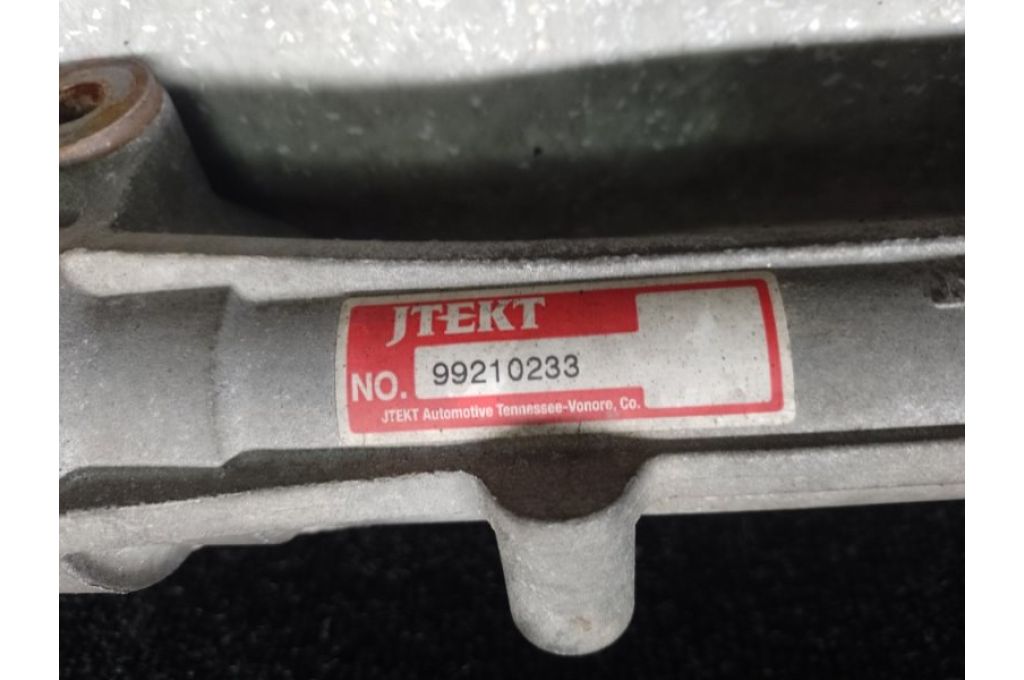 JTEKT
NO. 99210233
JTEKT Automotive Tennessee-Vonore, Co.